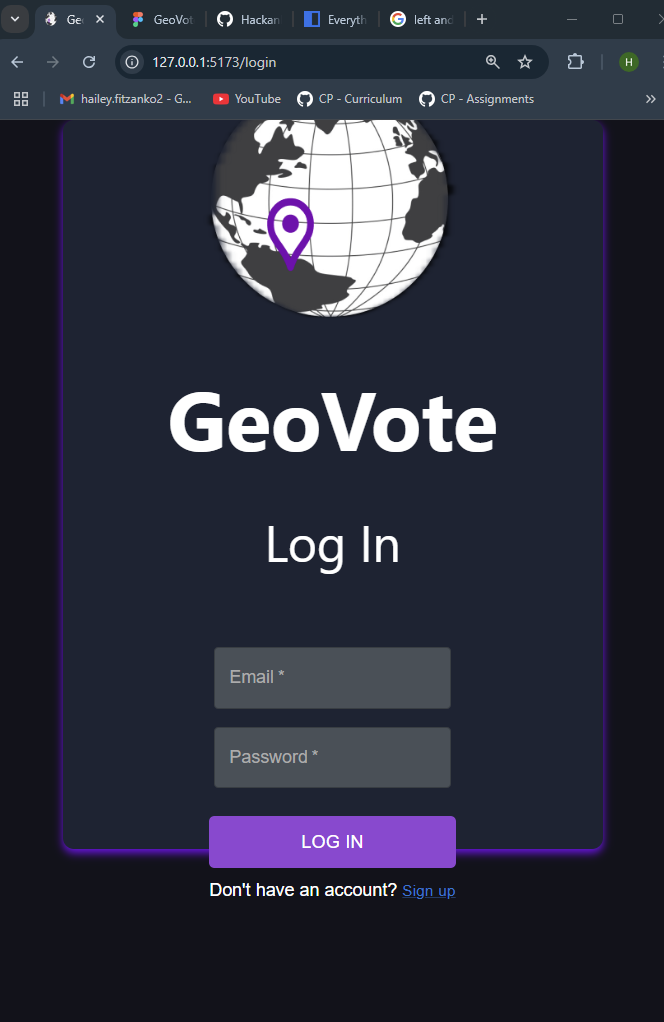 Ge
GeoVot
Hackan
Everyth
left and
127.0.0.1:5173/login
H
hailey.fitzanko2 - G...
YouTube
CP - Curriculum
CP - Assignments
GeoVote
Log In
Email *
Password *
LOG IN
Don't have an account? Sign up